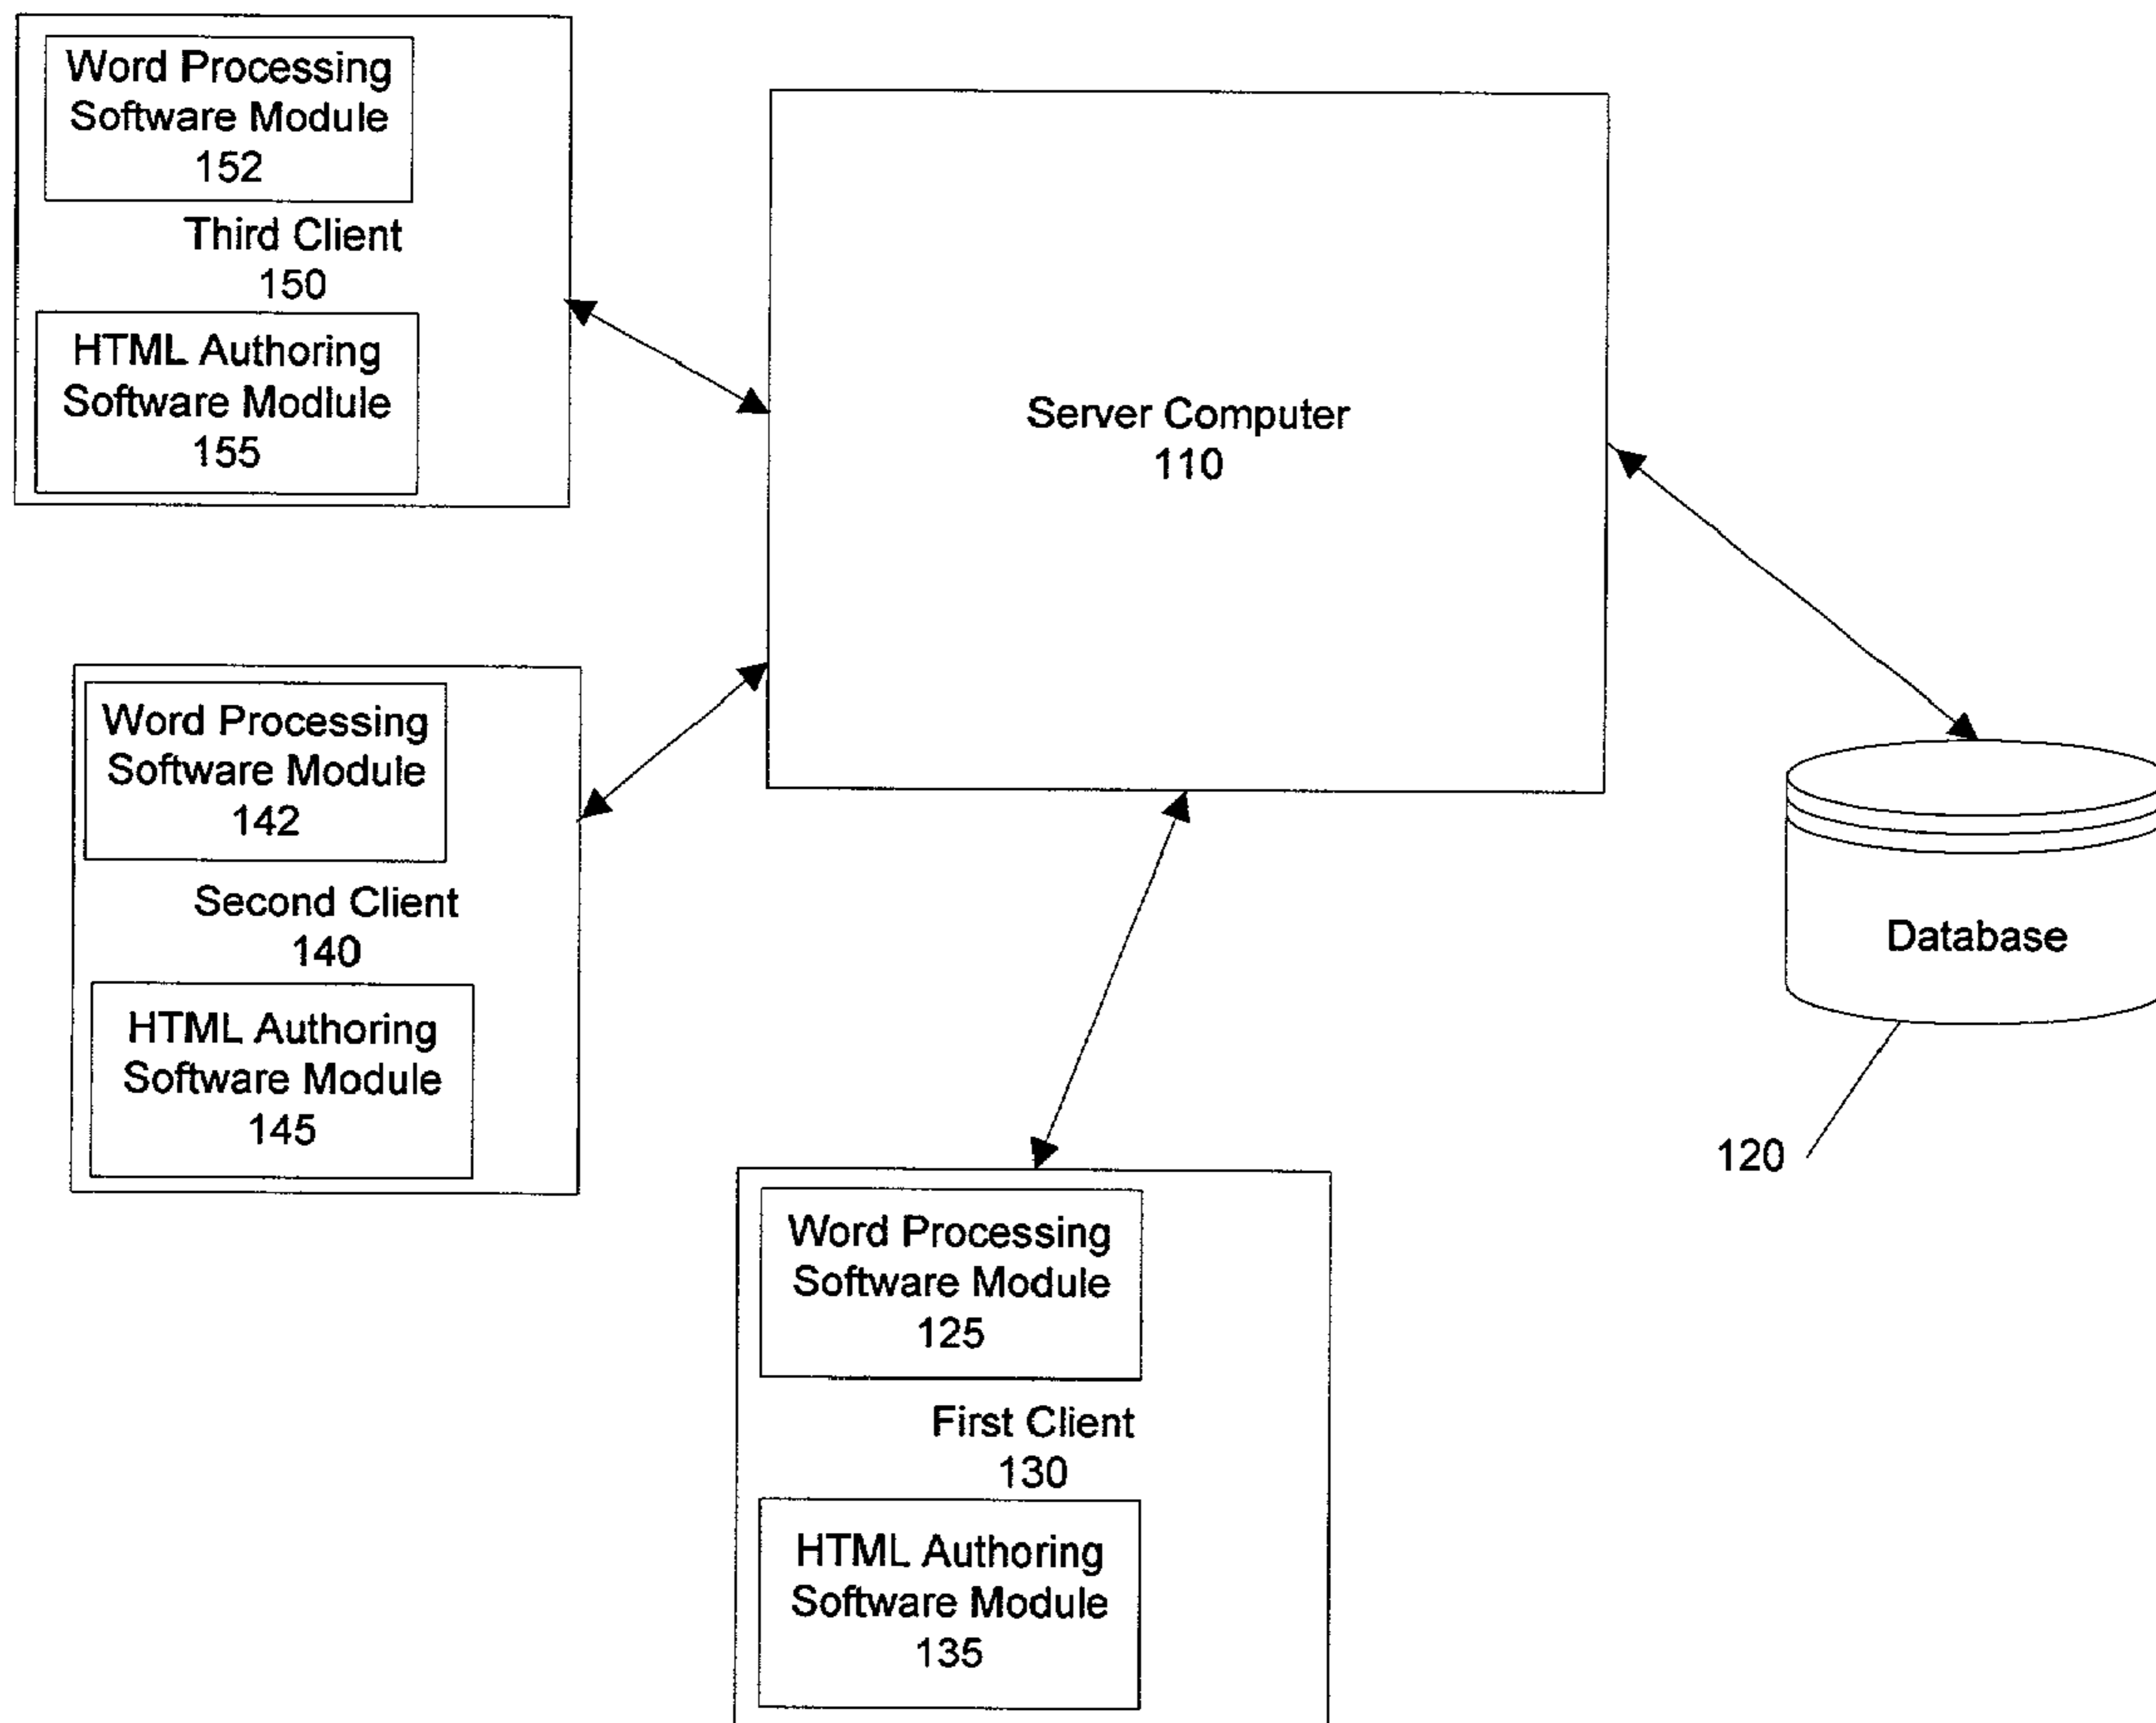 Word Processing
Software Module
152
Third Client
150
HTML Authoring
Software Modlule
155
Server Computer
110
Word Processing
Software Module
142
Second Client
140
HTML Authoring
Software Module
145
Database
120
Word Processing
Software Module
125
First Client
130
HTML Authoring
Software Module
135